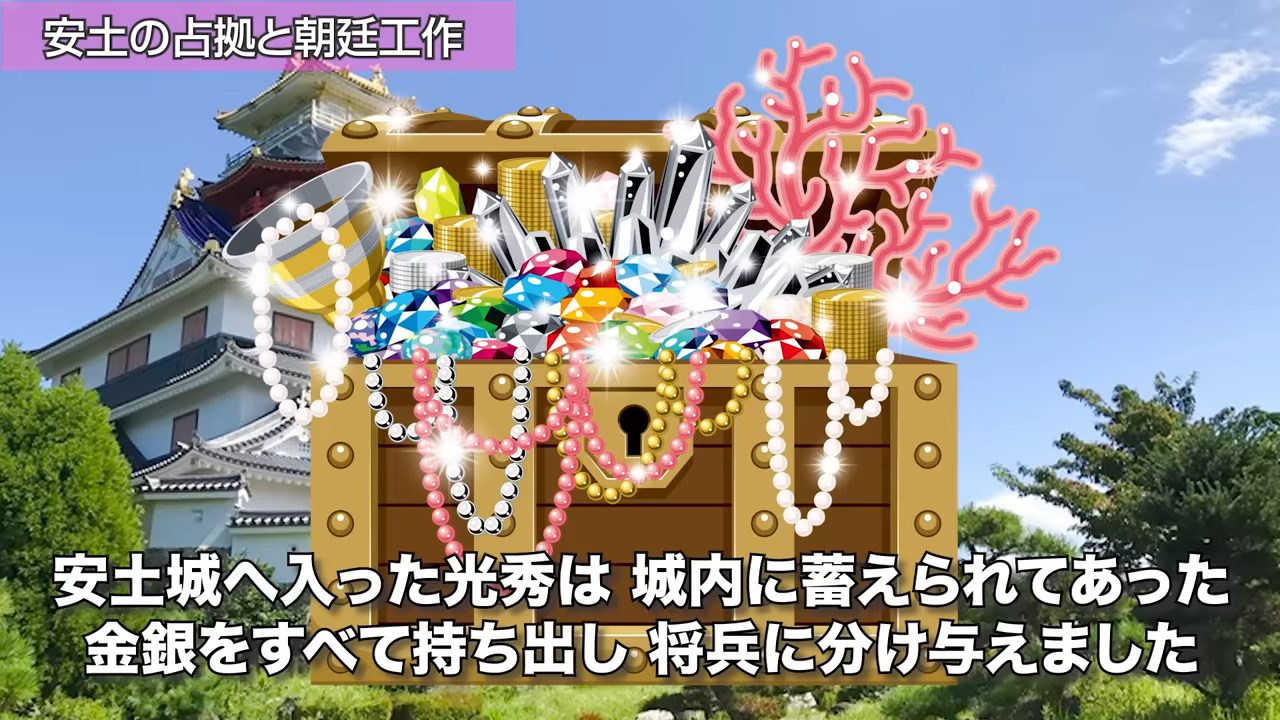 安土の占拠と朝廷工作
安土城へ入った光秀は 城内に蓄えられてあった
金銀をすべて持ち出し 将兵に分け与えました